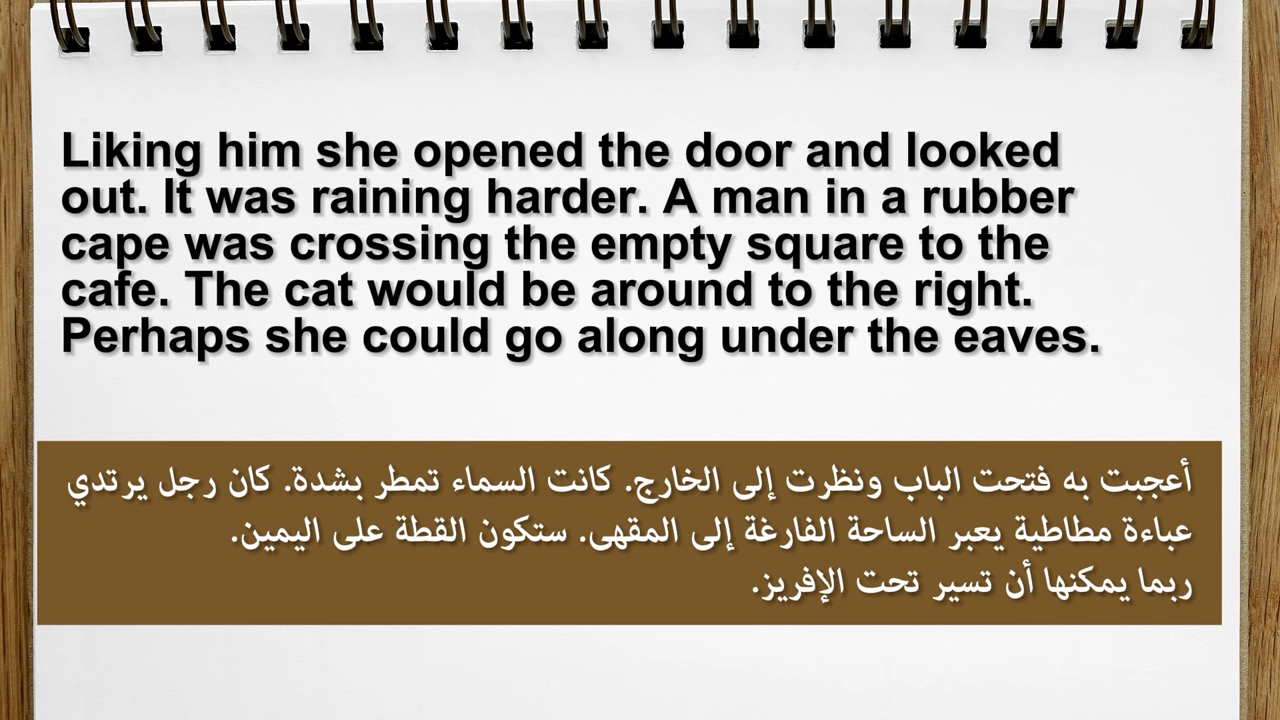 Liking him she opened the door and looked
out. It was raining harder. A man in a rubber
cape was crossing the empty square to the
cafe. The cat would be around to the right.
Perhaps she could go along under the eaves.
أعجبت به فتحت الباب ونظرت إلى الخارج. كانت السماء تمطر بشدة. كان رجل يرتدي
عباءة مطاطية يعبر الساحة الفارغة إلى المقهى. ستكون القطة على اليمين.
ربما يمكنها أن تسير تحت الإفريز.